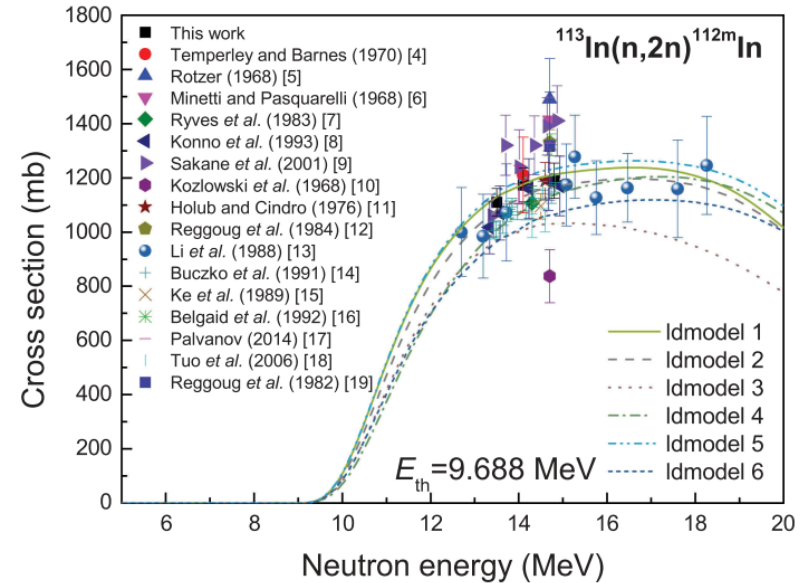 1800
1600
1400
1200
1000
800
600
400
200
0
Cross section (mb)
This work
Temperley and Barnes (1970) [4]
Rotzer (1968) [5]
Minetti and Pasquarelli (1968) [6]
Ryves et al. (1983) [7]
Konno et al. (1993) [8]
Sakane et al. (2001) [9]
Kozlowski et al. (1968) [10]
Holub and Cindro (1976) [11]
Reggoug et al. (1984) [12]
Li et al. (1988) [13]
Buczko et al. (1991) [14]
Ke et al. (1989) [15]
Belgaid et al. (1992) [16]
Palvanov (2014) [17]
Tuo et al. (2006) [18]
Reggoug et al. (1982) [19]
¹¹³In(n,2n)¹¹²ᵐIn
ldmodel 1
ldmodel 2
ldmodel 3
ldmodel 4
ldmodel 5
ldmodel 6
Eth=9.688 MeV
6 8 10 12 14 16 18 20
Neutron energy (MeV)